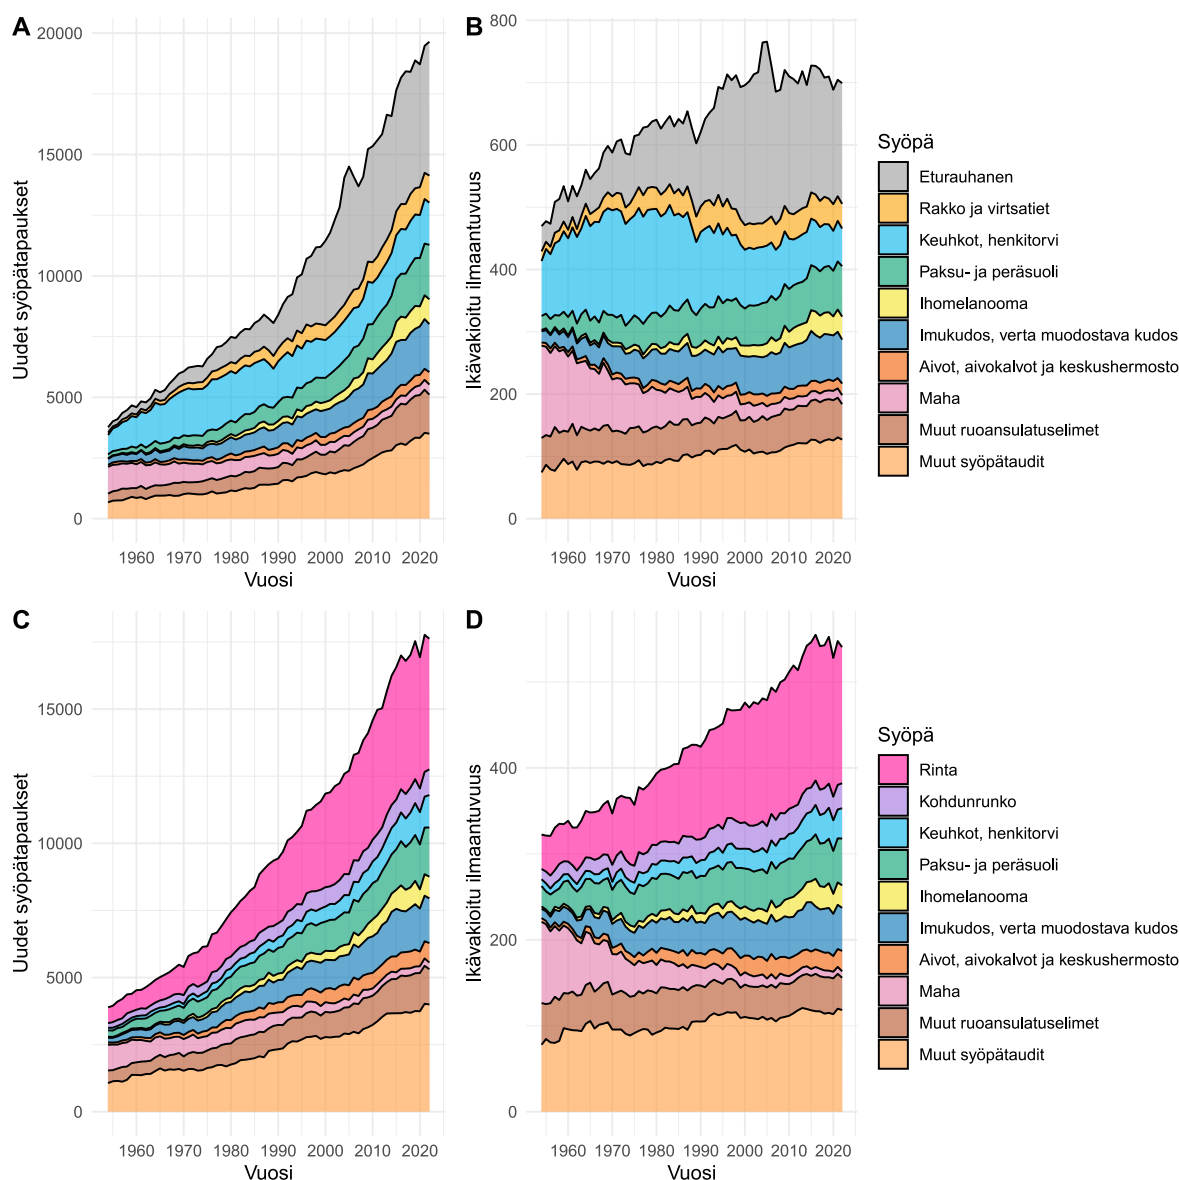 A
Uudet syöpätapaukset
20000
15000
10000
5000
0
1960 1970 1980 1990 2000 2010 2020
Vuosi
B
Ikävakioitu ilmaantuvuus
800
600
400
200
0
1960 1970 1980 1990 2000 2010 2020
Vuosi
Syöpä
Eturauhanen
Rakko ja virtsatiet
Keuhkot, henkitorvi
Paksu- ja peräsuoli
Ihomelanooma
Imukudos, verta muodostava kudos
Aivot, aivokalvot ja keskushermosto
Maha
Muut ruoansulatuselimet
Muut syöpätaudit
C
Uudet syöpätapaukset
15000
10000
5000
0
1960 1970 1980 1990 2000 2010 2020
Vuosi
D
Ikävakioitu ilmaantuvuus
400
200
0
1960 1970 1980 1990 2000 2010 2020
Vuosi
Syöpä
Rinta
Kohdunrunko
Keuhkot, henkitorvi
Paksu- ja peräsuoli
Ihomelanooma
Imukudos, verta muodostava kudos
Aivot, aivokalvot ja keskushermosto
Maha
Muut ruoansulatuselimet
Muut syöpätaudit